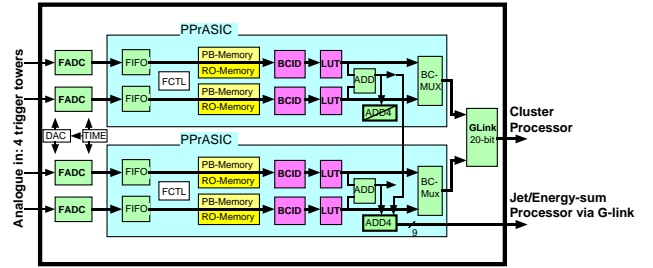 Analogue in: 4 trigger towers
PPrASIC
FADC
FIFO
PB-Memory
RO-Memory
BCID
LUT
FCTL
ADD
BC-
MUX
FADC
FIFO
PB-Memory
RO-Memory
BCID
LUT
ADD4
DAC
TIME
GLink
20-bit
Cluster
Processor
PPrASIC
FADC
FIFO
PB-Memory
RO-Memory
BCID
LUT
FCTL
ADD
BC-
Mux
FADC
FIFO
PB-Memory
RO-Memory
BCID
LUT
ADD4
9
Jet/Energy-sum
Processor via G-link